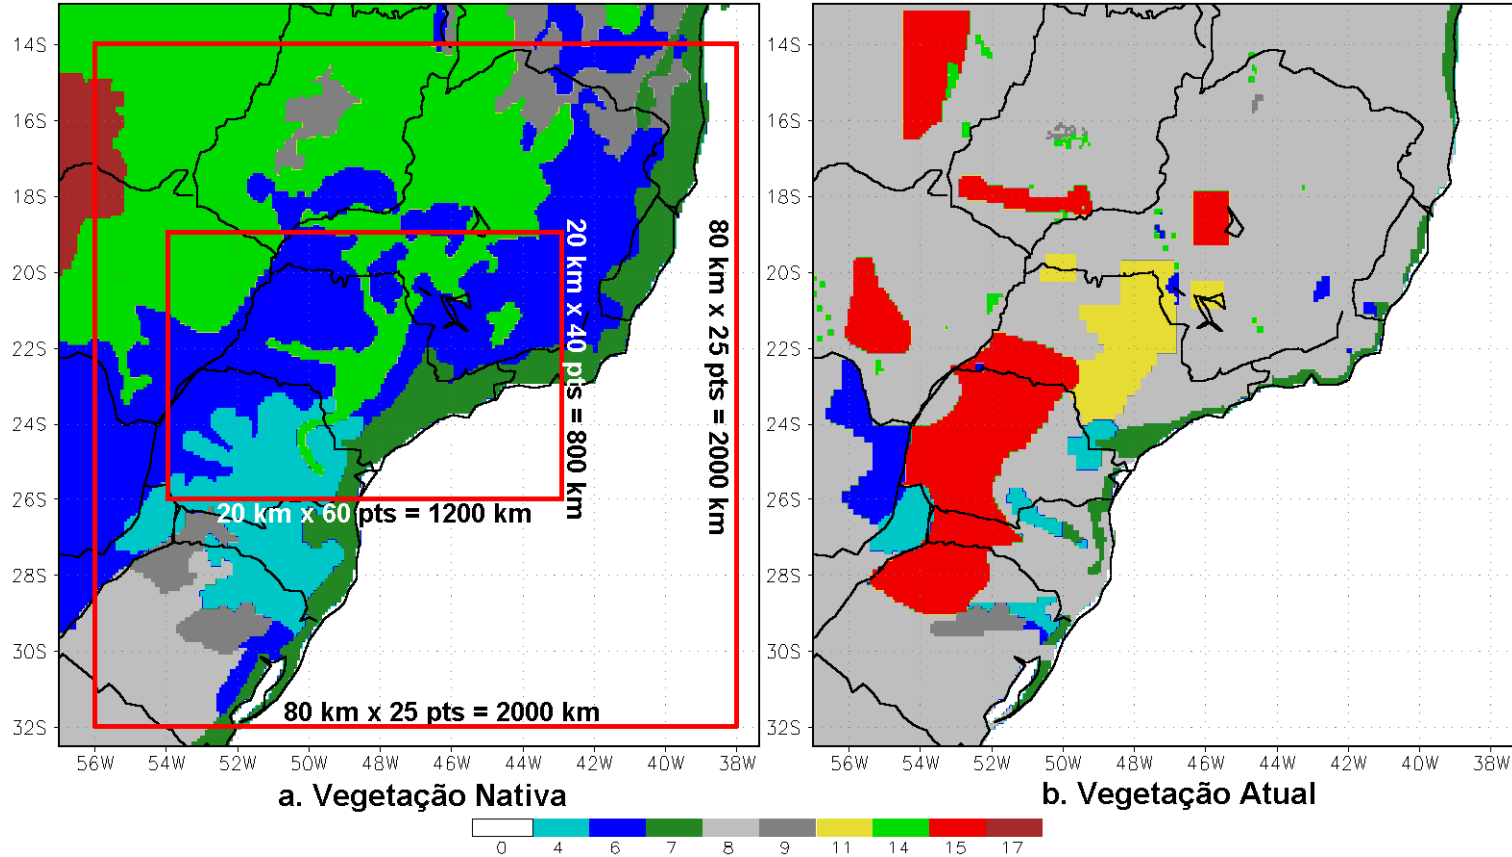 14S
16S
18S
20S
22S
24S
26S
28S
30S
32S
20 km x 40 pts = 800 km
80 km x 25 pts = 2000 km
20 km x 60 pts = 1200 km
80 km x 25 pts = 2000 km
56W 54W 52W 50W 48W 46W 44W 42W 40W 38W
a. Vegetação Nativa
14S
16S
18S
20S
22S
24S
26S
28S
30S
32S
56W 54W 52W 50W 48W 46W 44W 42W 40W 38W
b. Vegetação Atual
0 4 6 7 8 9 11 14 15 17